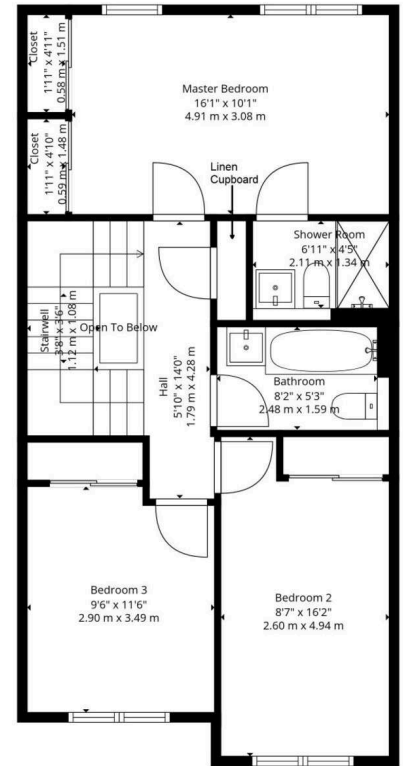 Closet
1'11" x 4'11"
0.58 m x 1.51 m
Closet
1'11" x 4'10"
0.59 m x 1.48 m
Master Bedroom
16'1" x 10'1"
4.91 m x 3.08 m
Linen
Cupboard
Shower Room
6'11" x 4'5"
2.11 m x 1.34 m
Stairwell
3'8" x 3'6"
1.12 m x 1.08 m
Open To Below
Hall
5'10" x 14'0"
1.79 m x 4.28 m
Bathroom
8'2" x 5'3"
2.48 m x 1.59 m
Bedroom 3
9'6" x 11'6"
2.90 m x 3.49 m
Bedroom 2
8'7" x 16'2"
2.60 m x 4.94 m